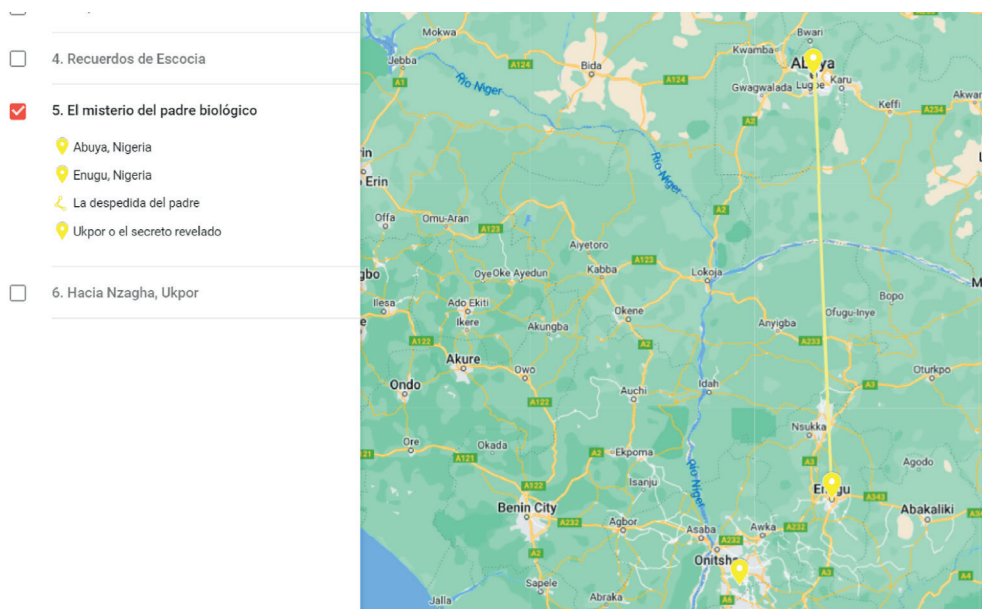 4. Recuerdos de Escocia
5. El misterio del padre biológico
Abuya, Nigeria
Enugu, Nigeria
La despedida del padre
Ukpor o el secreto revelado
6. Hacia Nzagha, Ukpor
Mokwa
Jebba
A1
A124
Bida
Río Niger
A124
Kwamba
Bwari
Abuya
Gwagwalada
Lugbe
Karu
Keffi
A234
Akwan
A2
Erin
Río Niger
Offa
Omu-Aran
A123
A2
Aiyetoro
Oye
Oke Ayedun
Kabba
A123
Lokoja
Ilesa
Ado Ekiti
Ikere
Akungba
Okene
A2
Anyigba
Ofugu-Inye
Bopo
A233
A122
Akure
Owo
A122
Ondo
Auchi
Idah
A3
Oturkpo
Nsukka
Ore
Okada
Ekpoma
A121
A121
A122
Isanju
Río Niger
A3
Agodo
Enugu
A343
Abakaliki
Benin City
A232
Agbor
Asaba
A232
Awka
A232
Onitsha
A2
Sapele
Abraka
Jalla
A6
A3
A4